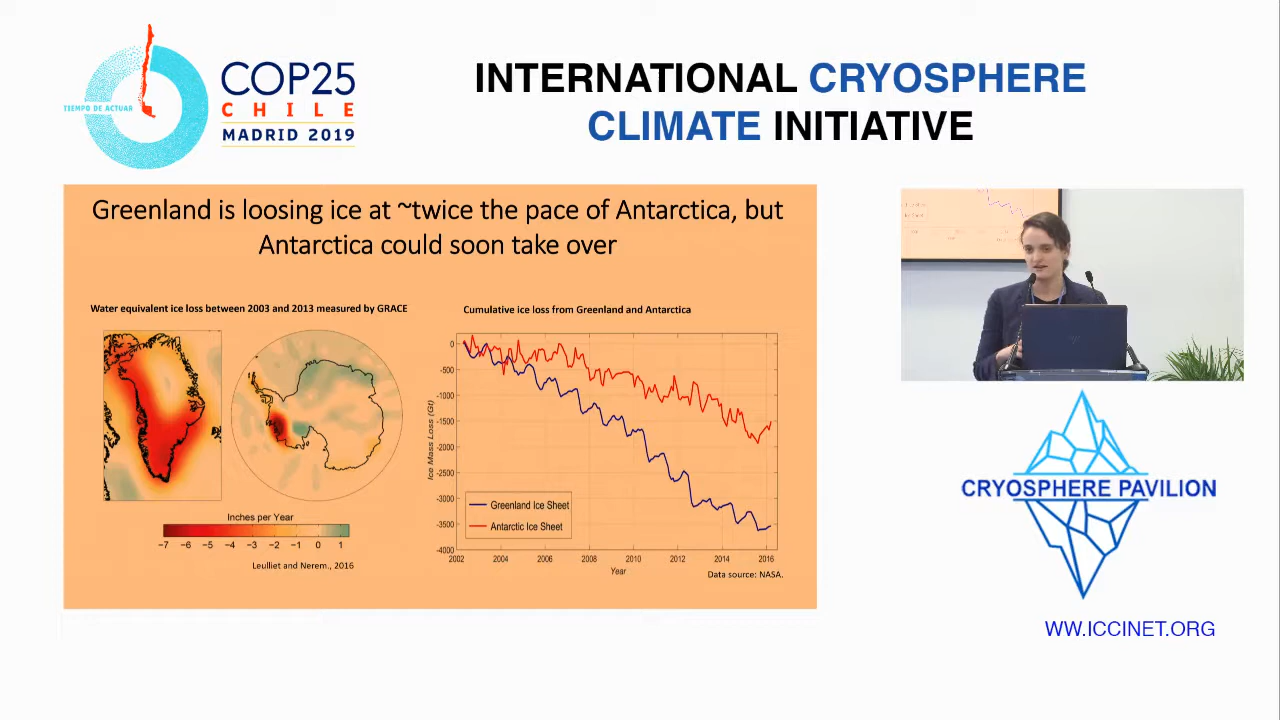 TIEMPO DE ACTUAR
COP25
CHILE
MADRID 2019
INTERNATIONAL CRYOSPHERE
CLIMATE INITIATIVE
Greenland is loosing ice at ~twice the pace of Antarctica, but
Antarctica could soon take over
Water equivalent ice loss between 2003 and 2013 measured by GRACE
Inches per Year
-7 -6 -5 -4 -3 -2 -1 0 1
Leulliet and Nerem., 2016
Cumulative ice loss from Greenland and Antarctica
Ice Mass Loss (Gt)
0
-500
-1000
-1500
-2000
-2500
-3000
-3500
-4000
Greenland Ice Sheet
Antarctic Ice Sheet
2002 2004 2006 2008 2010 2012 2014 2016
Year
Data source: NASA.
CRYOSPHERE PAVILION
WW.ICCINET.ORG